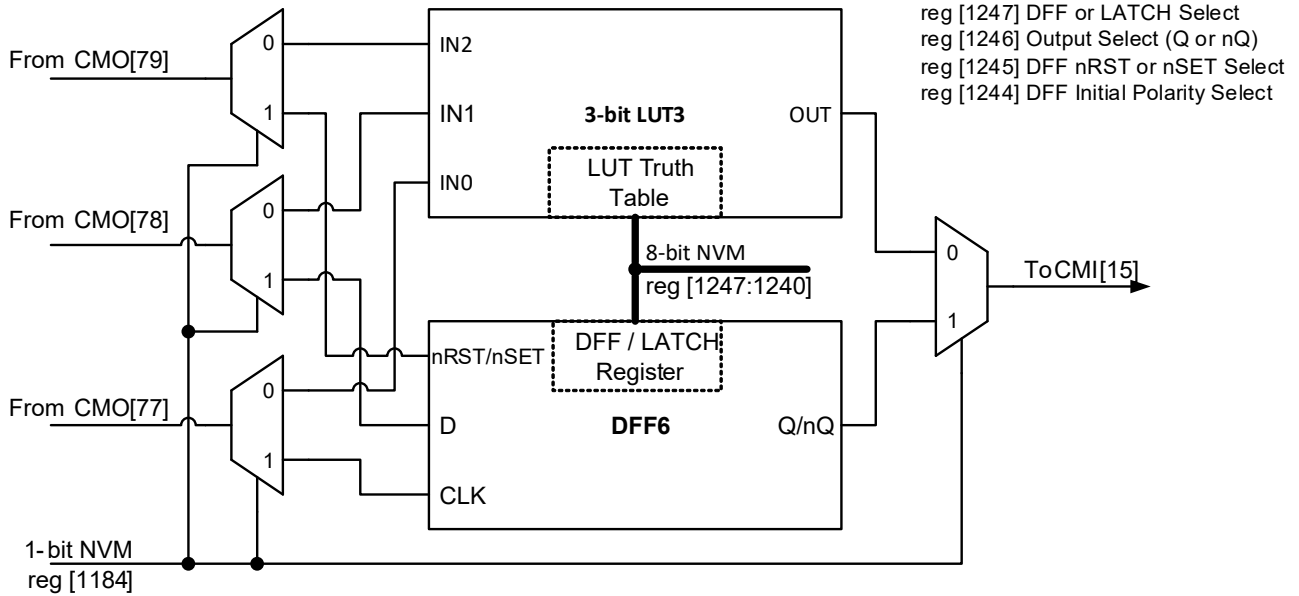 reg [1247] DFF or LATCH Select
reg [1246] Output Select (Q or nQ)
reg [1245] DFF nRST or nSET Select
reg [1244] DFF Initial Polarity Select
From CMO[79]
0
1
IN2
IN1
IN0
3-bit LUT3
OUT
LUT Truth
Table
From CMO[78]
0
1
8-bit NVM
reg [1247:1240]
0
1
ToCMI[15]
nRST/nSET
DFF / LATCH
Register
From CMO[77]
0
1
D
DFF6
Q/nQ
CLK
1-bit NVM
reg [1184]